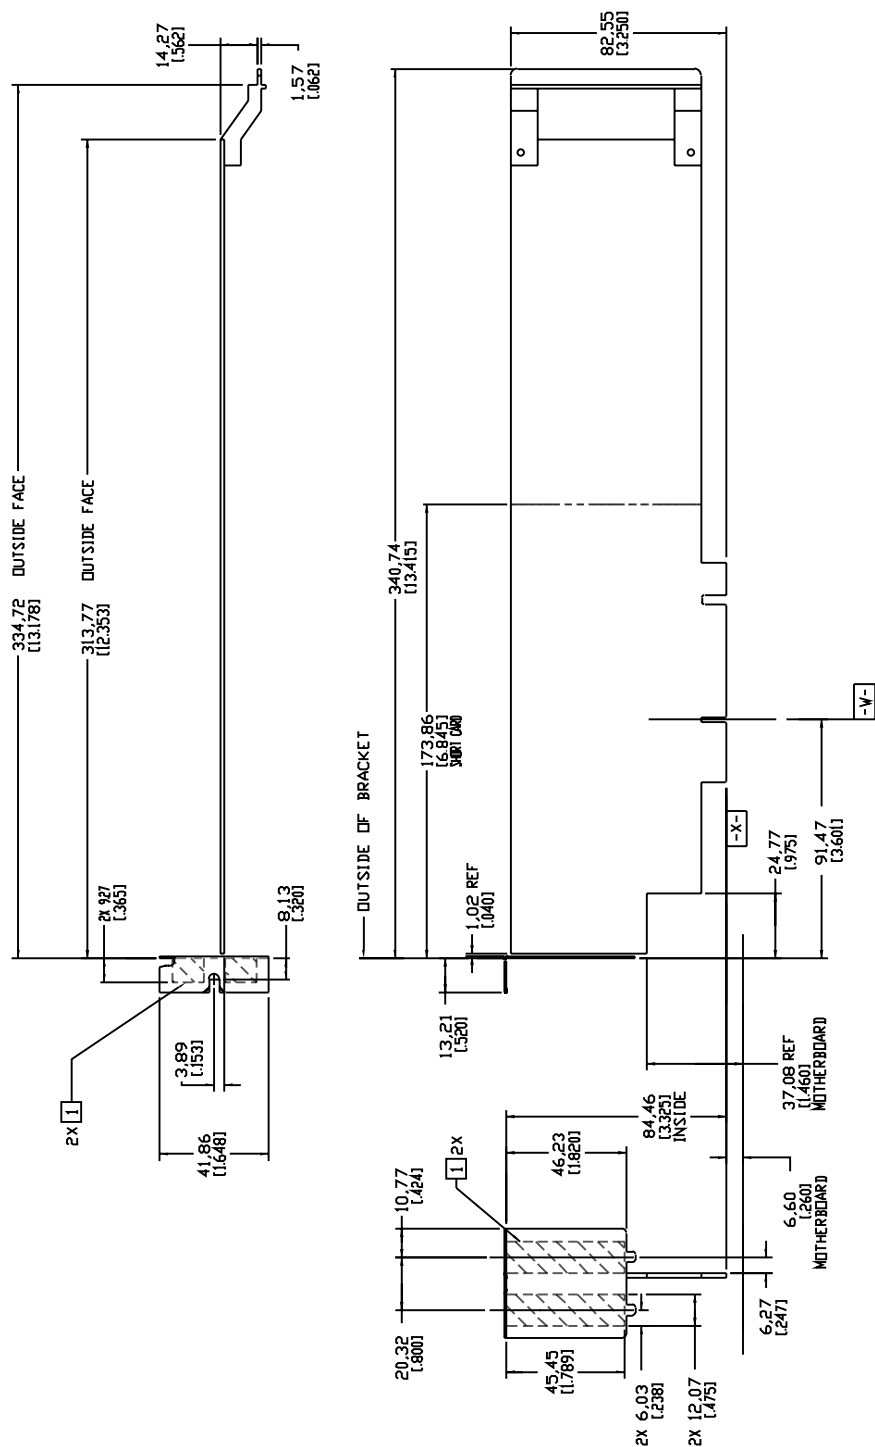 334,72 OUTSIDE FACE
[13.178]
313,77 OUTSIDE FACE
[12.353]
14,27
[.562]
1,57
[.062]
2X 9.27
[.365]
8,13
[.320]
3,89
[.153]
41,86
[1.648]
2X 1
OUTSIDE OF BRACKET
340,74
[13.415]
173,86
[6.845]
SHORT CARD
82,55
[3.250]
1,02 REF
[.040]
13,21
[.520]
-W-
-X-
24,77
[.975]
91,47
[3.601]
37,08 REF
[1.460]
MOTHERBOARD
84,46
[3.325]
INSIDE
6,60
[.260]
MOTHERBOARD
46,23
[1.820]
10,77
[.424]
1 2X
20,32
[.800]
45,45
[1.789]
2X 6,03
[.238]
2X 12,07
[.475]
6,27
[.247]